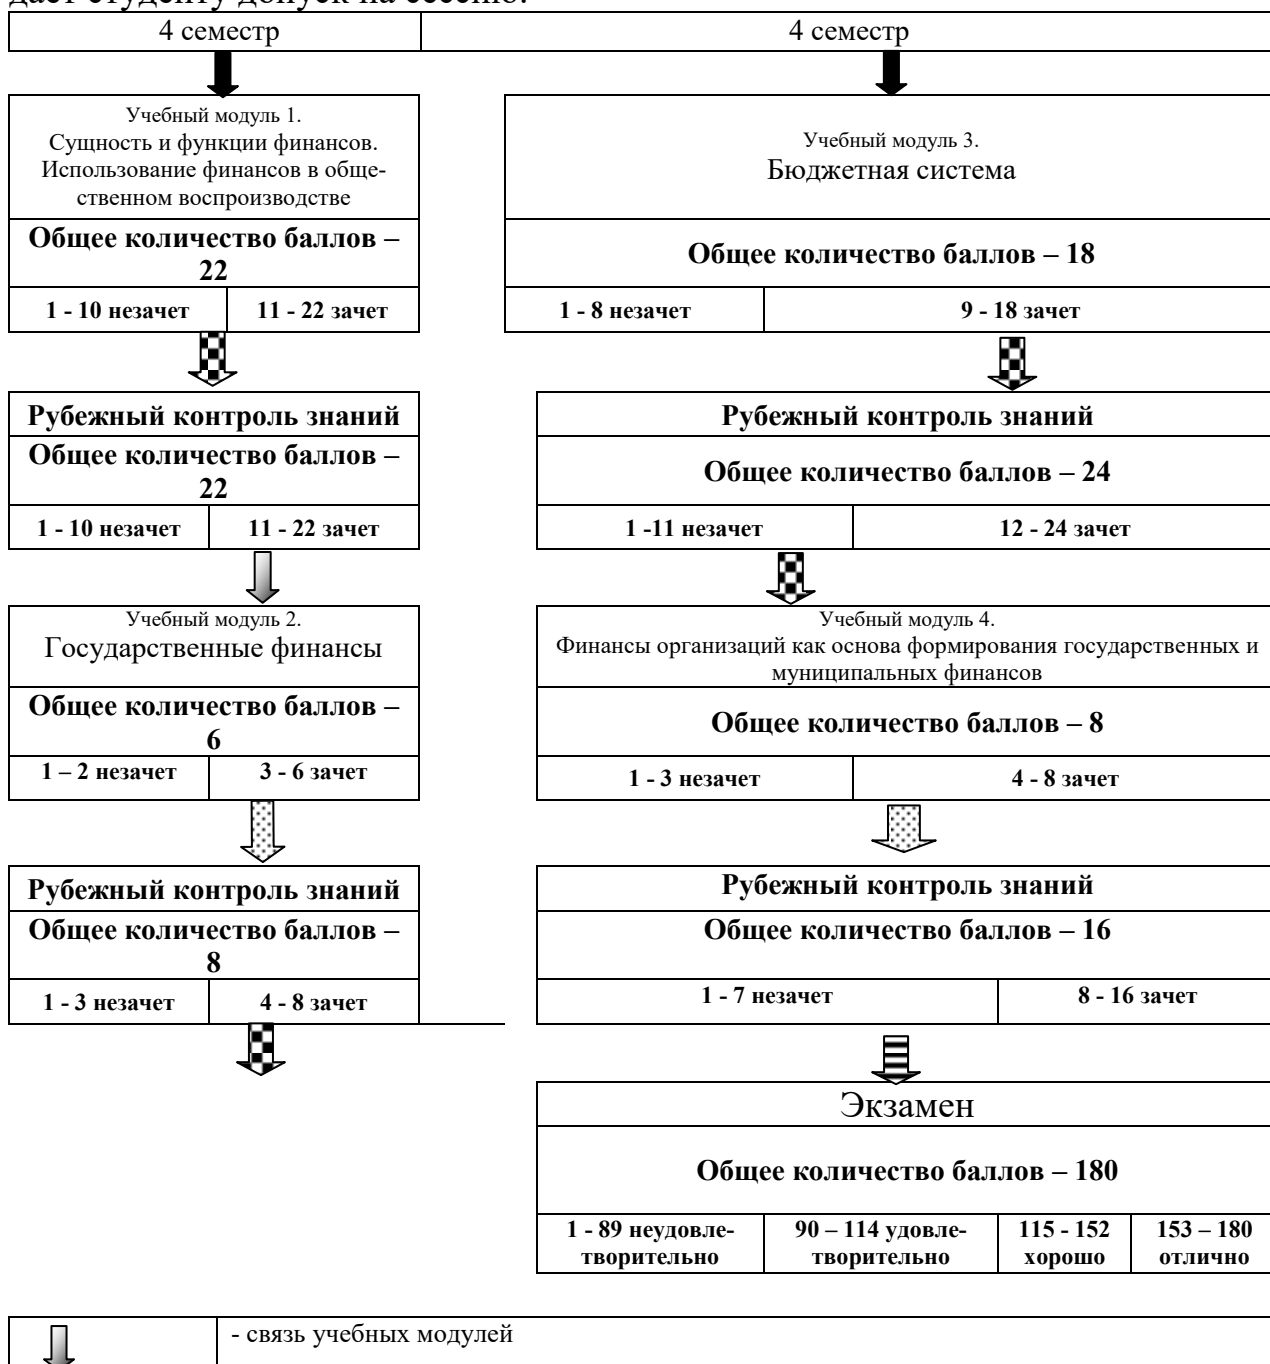 дает студенту допуск на сессию.
4 семестр
4 семестр
Учебный модуль 1.
Сущность и функции финансов.
Использование финансов в обще-
ственном воспроизводстве
Общее количество баллов –
22
1 - 10 незачет
11 - 22 зачет
Рубежный контроль знаний
Общее количество баллов –
22
1 - 10 незачет
11 - 22 зачет
Учебный модуль 2.
Государственные финансы
Общее количество баллов –
6
1 – 2 незачет
3 - 6 зачет
Рубежный контроль знаний
Общее количество баллов –
8
1 - 3 незачет
4 - 8 зачет
Учебный модуль 3.
Бюджетная система
Общее количество баллов – 18
1 - 8 незачет
9 - 18 зачет
Рубежный контроль знаний
Общее количество баллов – 24
1 -11 незачет
12 - 24 зачет
Учебный модуль 4.
Финансы организаций как основа формирования государственных и
муниципальных финансов
Общее количество баллов – 8
1 - 3 незачет
4 - 8 зачет
Рубежный контроль знаний
Общее количество баллов – 16
1 - 7 незачет
8 - 16 зачет
Экзамен
Общее количество баллов – 180
1 - 89 неудовле-
творительно
90 – 114 удовле-
творительно
115 - 152
хорошо
153 – 180
отлично
- связь учебных модулей